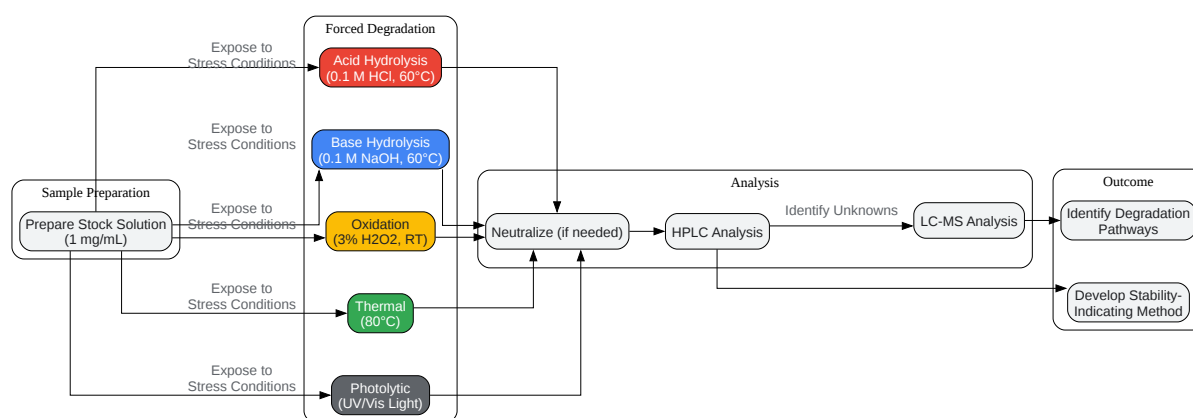 Forced Degradation
Expose to
Stress Conditions
Acid Hydrolysis
(0.1 M HCl, 60°C)
Expose to
Stress Conditions
Base Hydrolysis
(0.1 M NaOH, 60°C)
Sample Preparation
Prepare Stock Solution
(1 mg/mL)
Expose to
Stress Conditions
Oxidation
(3% H2O2, RT)
Expose to
Stress Conditions
Thermal
(80°C)
Expose to
Stress Conditions
Photolytic
(UV/Vis Light)
Analysis
Neutralize (if needed)
HPLC Analysis
Identify Unknowns
LC-MS Analysis
Outcome
Identify Degradation
Pathways
Develop Stability-
Indicating Method